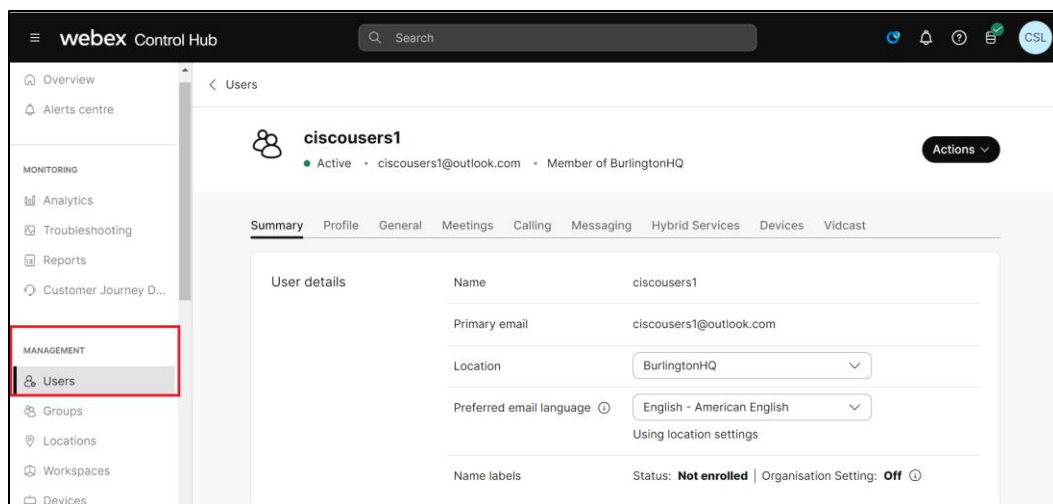 webex Control Hub
Search
CSL
Overview
Alerts centre
MONITORING
Analytics
Troubleshooting
Reports
Customer Journey D...
MANAGEMENT
Users
Groups
Locations
Workspaces
Devices
Users
ciscousers1
Active • ciscousers1@outlook.com • Member of BurlingtonHQ
Actions
Summary Profile General Meetings Calling Messaging Hybrid Services Devices Vidcast
User details
Name ciscousers1
Primary email ciscousers1@outlook.com
Location BurlingtonHQ
Preferred email language English - American English
Using location settings
Name labels Status: Not enrolled | Organisation Setting: Off